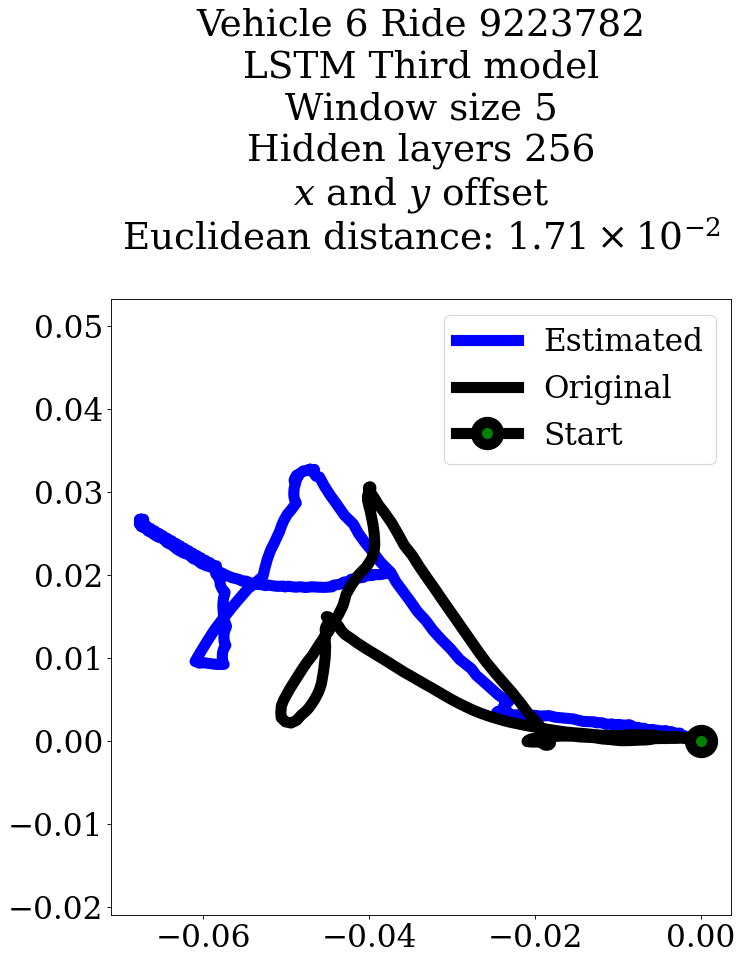 Vehicle 6 Ride 9223782
LSTM Third model
Window size 5
Hidden layers 256
x and y offset
Euclidean distance: 1.71 × 10⁻²
Estimated
Original
Start
0.05
0.04
0.03
0.02
0.01
0.00
−0.01
−0.02
−0.06 −0.04 −0.02 0.00